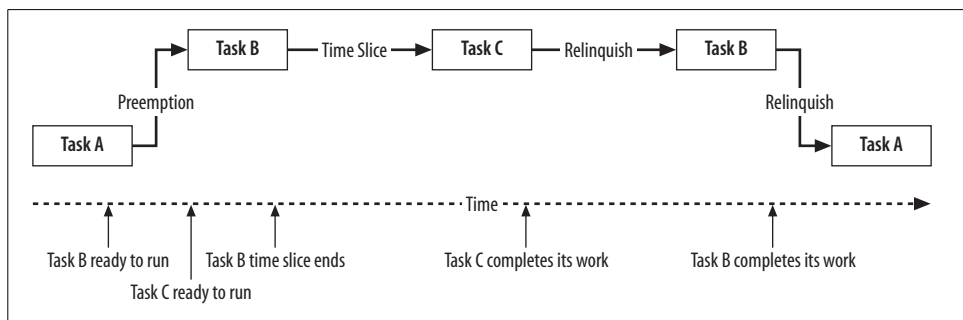 Task B
Time Slice
Task C
Relinquish
Task B
Preemption
Relinquish
Task A
Task A
Time
Task B ready to run
Task B time slice ends
Task C completes its work
Task B completes its work
Task C ready to run